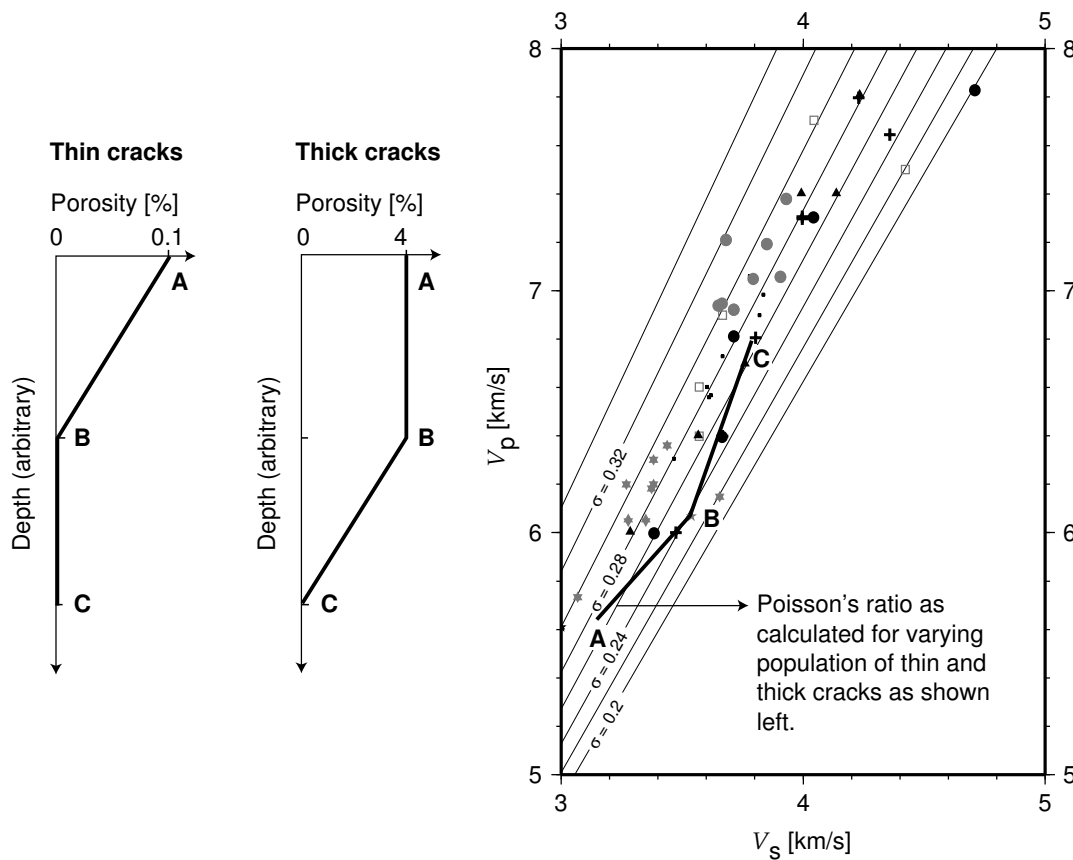 Thin cracks
Porosity [%]
0
0.1
A
B
C
Depth (arbitrary)
Thick cracks
Porosity [%]
0
4
A
B
C
Depth (arbitrary)
3
4
5
8
7
6
5
8
7
6
5
Vp [km/s]
σ = 0.32
σ = 0.28
σ = 0.24
σ = 0.2
A
B
C
Poisson's ratio as
calculated for varying
population of thin and
thick cracks as shown
left.
3
4
5
Vs [km/s]